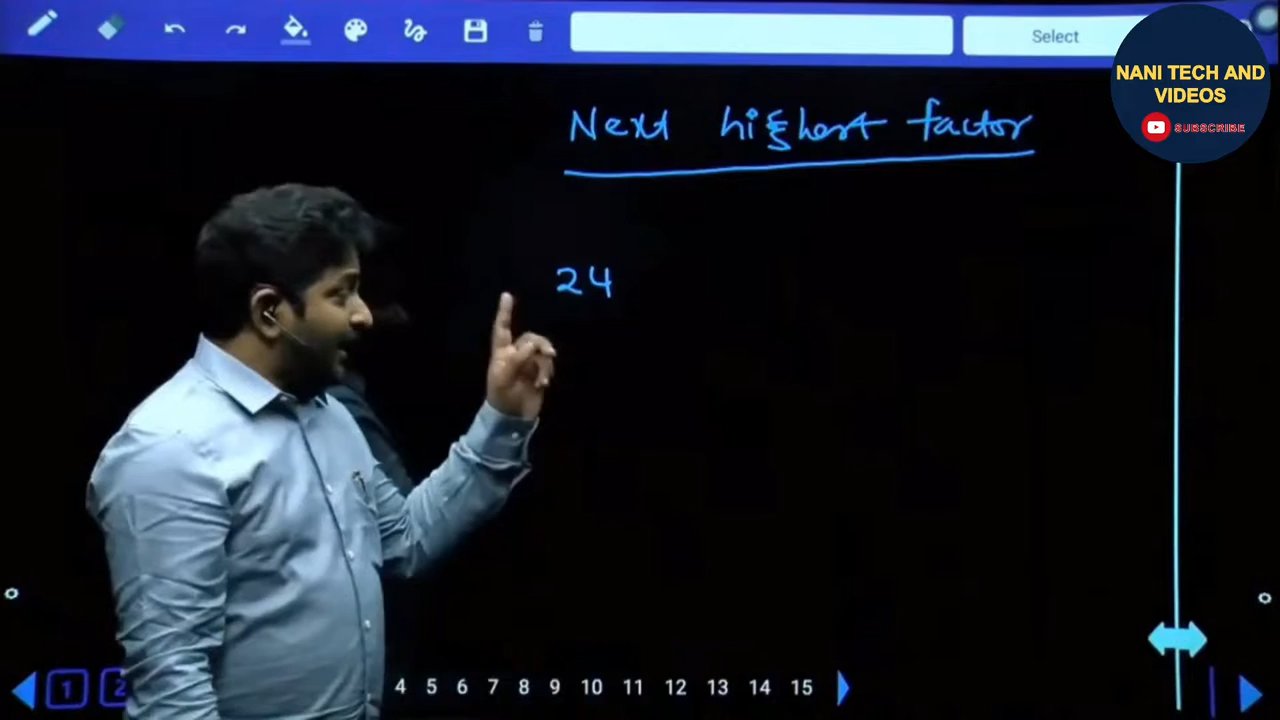 Select
NANI TECH AND
VIDEOS
SUBSCRIBE
Next highest factor
24
1 2 4 5 6 7 8 9 10 11 12 13 14 15